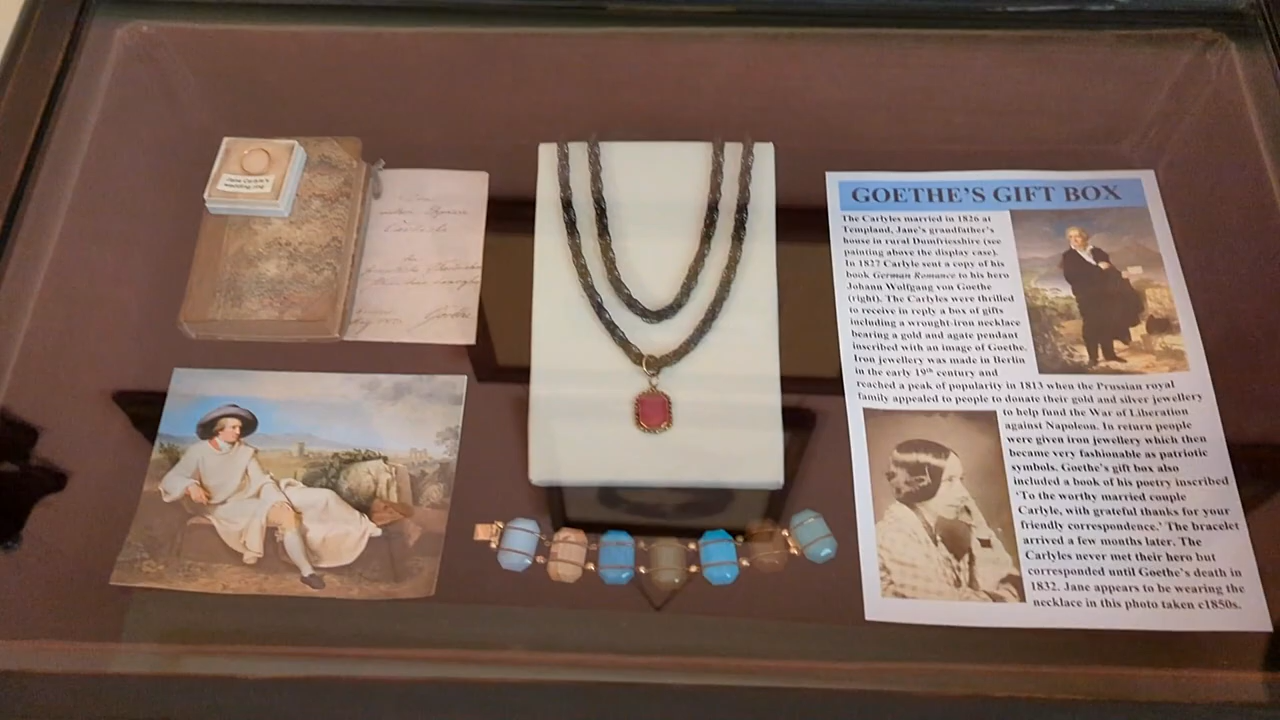 Jane Carlyle's
wedding ring
Carlyle
Goethe
GOETHE'S GIFT BOX
The Carlyles married in 1826 at
Templand, Jane's grandfather's
house in rural Dumfriesshire (see
painting above the display case).
In 1827 Carlyle sent a copy of his
book German Romance to his hero
Johann Wolfgang von Goethe
(right). The Carlyles were thrilled
to receive in reply a box of gifts
including a wrought-iron necklace
bearing a gold and agate pendant
inscribed with an image of Goethe.
Iron jewellery was made in Berlin
in the early 19th century and
reached a peak of popularity in 1813 when the Prussian royal
family appealed to people to donate their gold and silver jewellery
to help fund the War of Liberation
against Napoleon. In return people
were given iron jewellery which then
became very fashionable as patriotic
symbols. Goethe's gift box also
included a book of his poetry inscribed
'To the worthy married couple
Carlyle, with grateful thanks for your
friendly correspondence.' The bracelet
arrived a few months later. The
Carlyles never met their hero but
corresponded until Goethe's death in
1832. Jane appears to be wearing the
necklace in this photo taken c1850s.